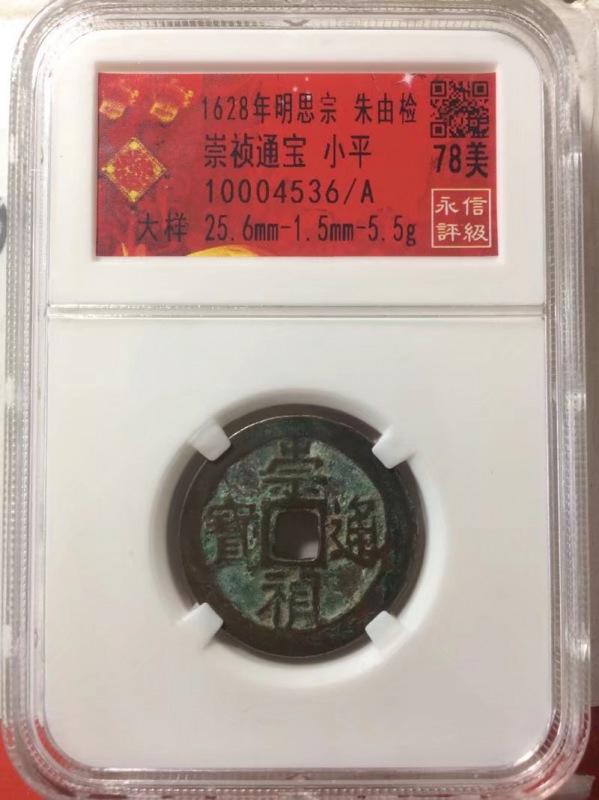 1628年明思宗 朱由检
崇祯通宝 小平
10004536/A
大样 25.6mm-1.5mm-5.5g
78美
永信
評級
崇禎通寶